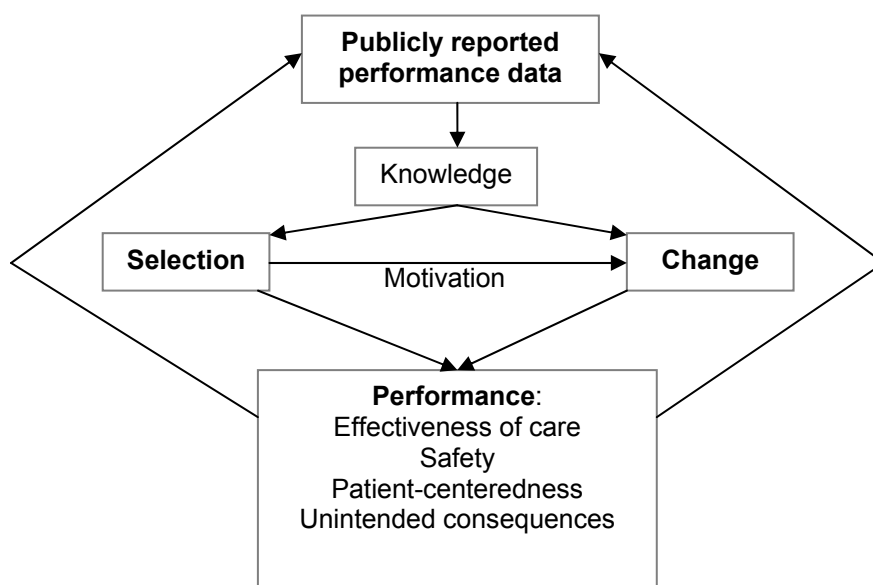 Publicly reported
performance data
Knowledge
Selection
Motivation
Change
Performance:
Effectiveness of care
Safety
Patient-centeredness
Unintended consequences